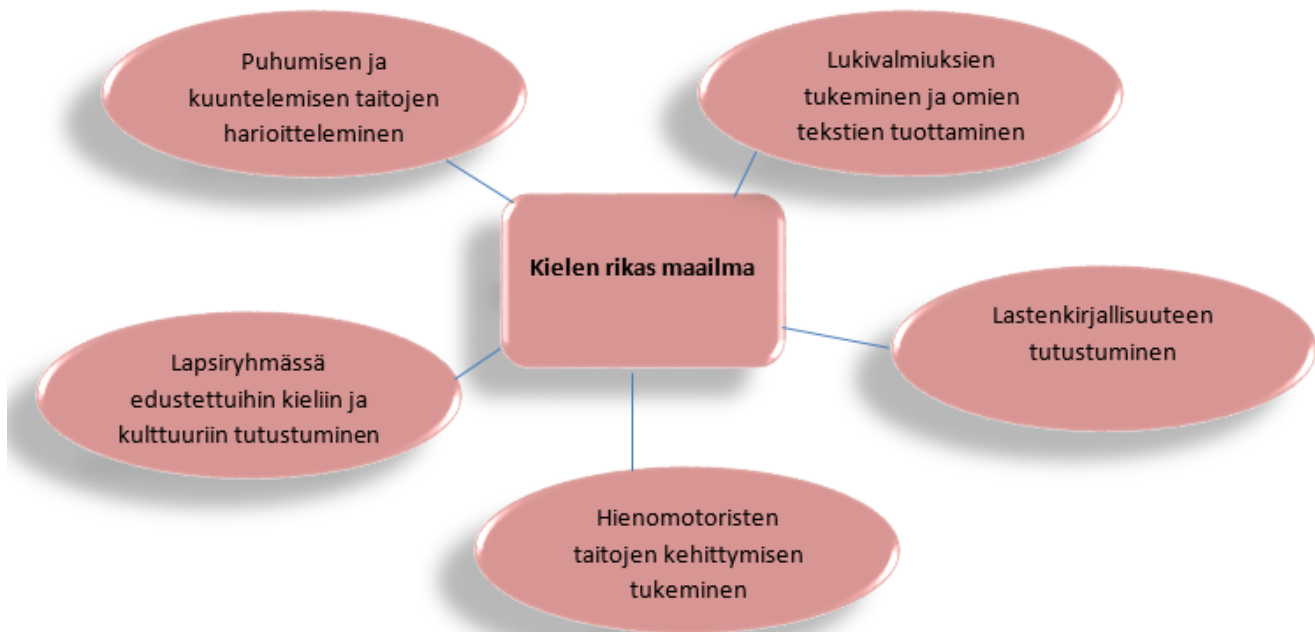 Puhumisen ja
kuuntelemisen taitojen
harioitteleminen
Lukivalmiuksien
tukeminen ja omien
tekstien tuottaminen
Kielen rikas maailma
Lastenkirjallisuuteen
tutustuminen
Lapsiryhmässä
edustettuihin kieliin ja
kulttuuriin tutustuminen
Hienomotoristen
taitojen kehittymisen
tukeminen